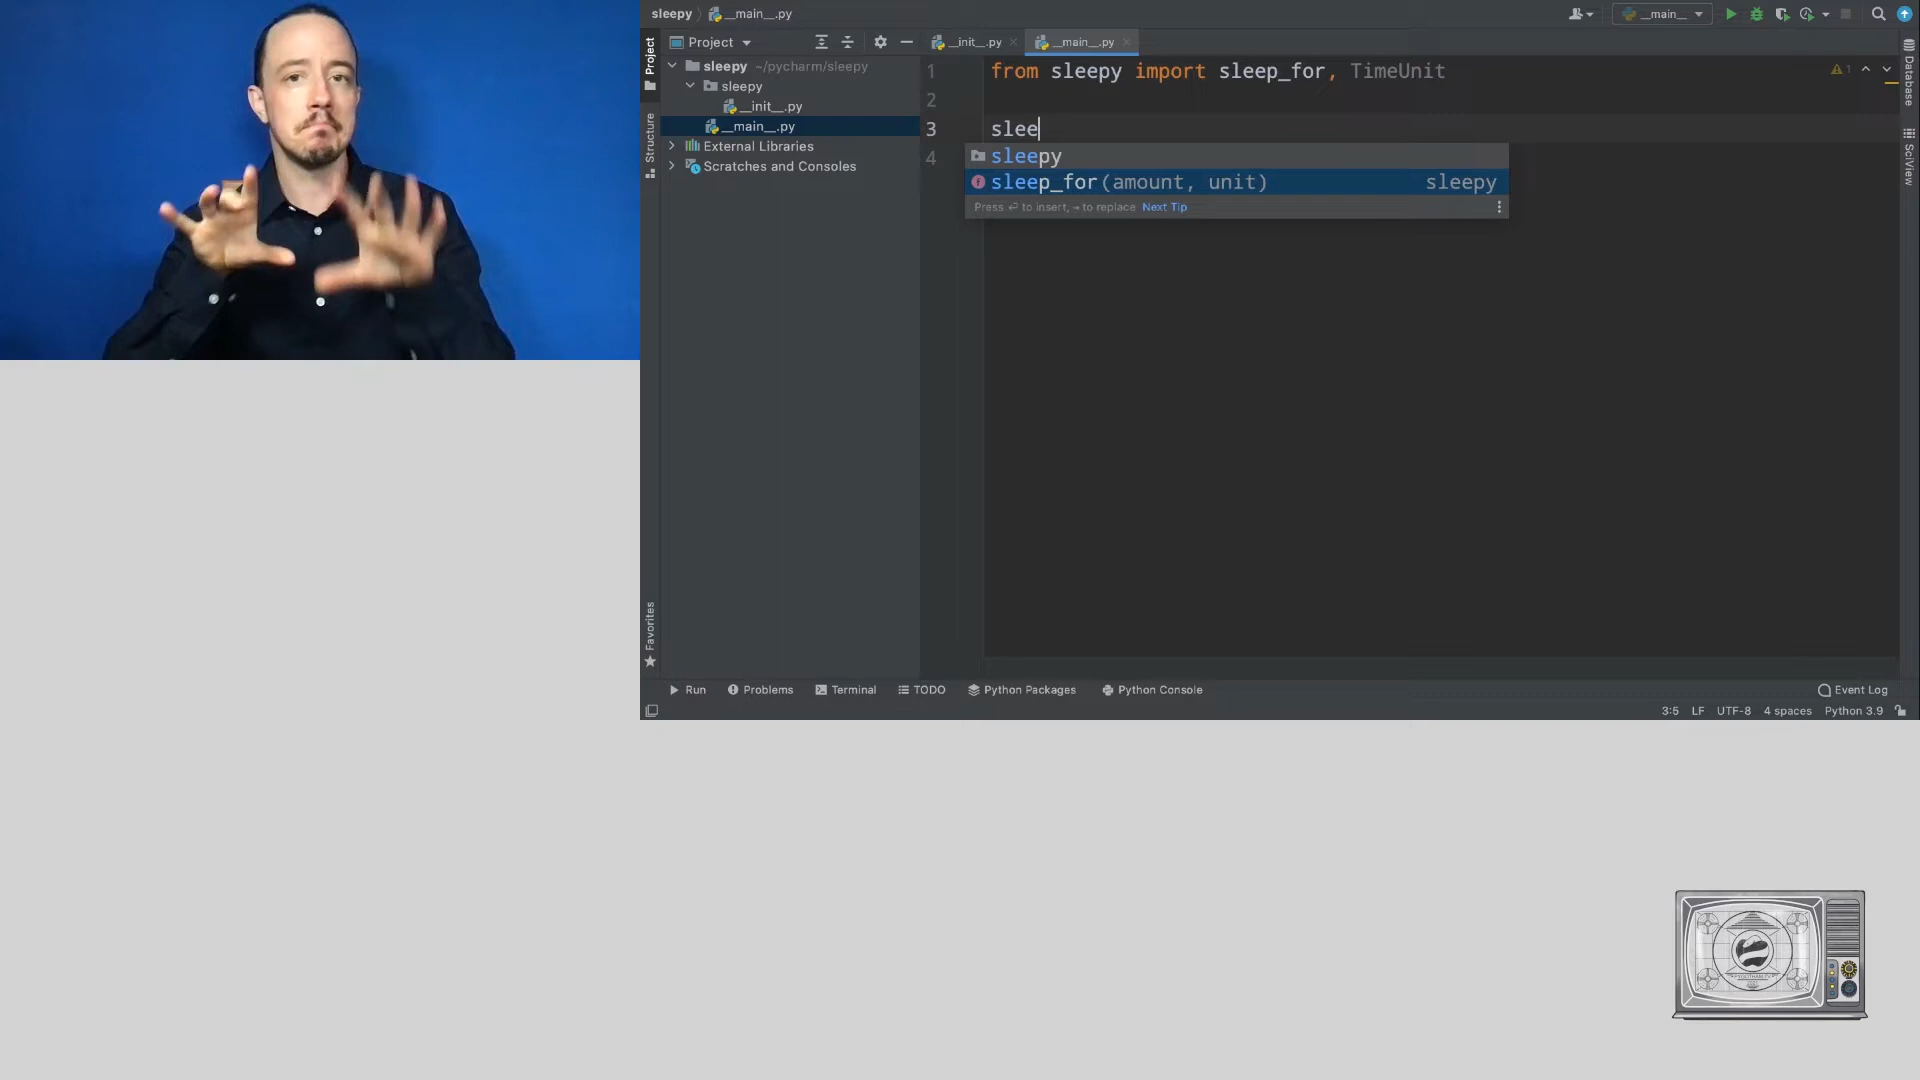 sleepy __main__.py
__main__
Project
__init__.py
__main__.py
sleepy ~/pycharm/sleepy
sleepy
__init__.py
__main__.py
External Libraries
Scratches and Consoles
Project
Structure
Favorites
1 from sleepy import sleep_for, TimeUnit
1
2
3 slee
4
sleepy
sleep_for(amount, unit) sleepy
Press ⏎ to insert, ⇥ to replace Next Tip
Database
SciView
Run Problems Terminal TODO Python Packages Python Console Event Log
3:5 LF UTF-8 4 spaces Python 3.9